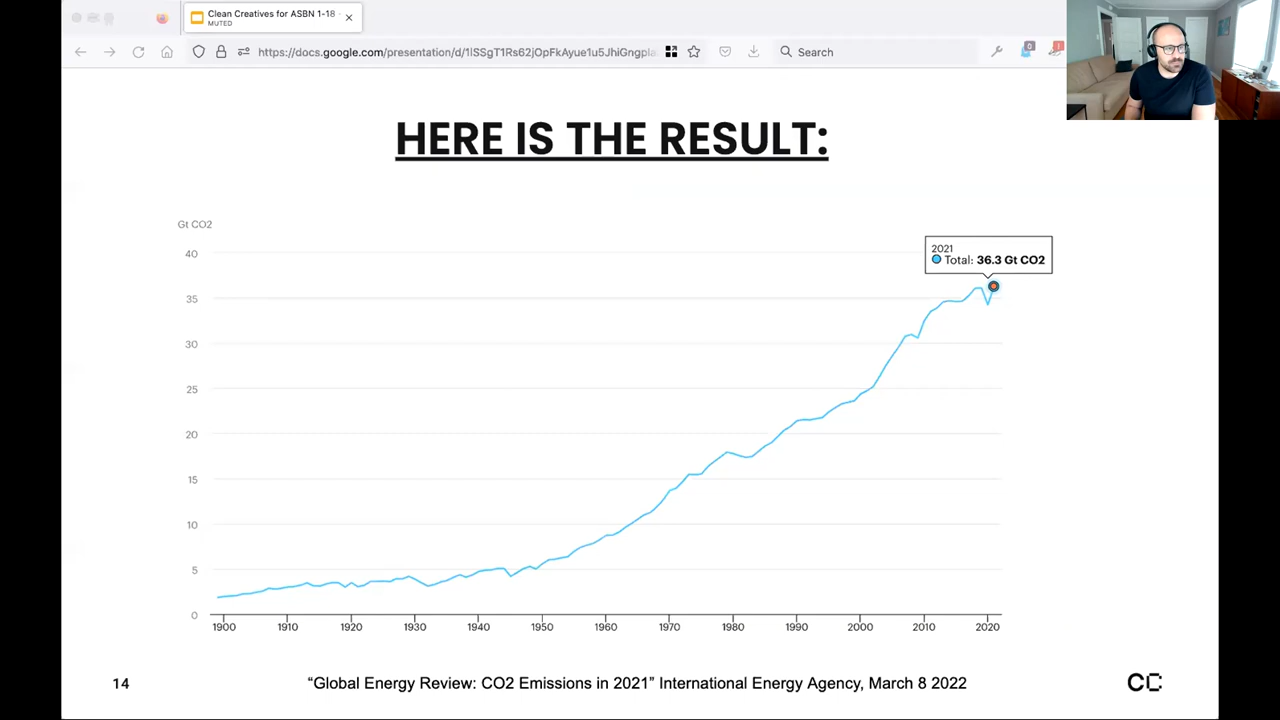 Clean Creatives for ASBN 1-18
MUTED
https://docs.google.com/presentation/d/1lSSgT1Rs62jOpFkAyue1u5JhiGngpla
Search
0
HERE IS THE RESULT:
Gt CO2
40
35
30
25
20
15
10
5
0
2021
Total: 36.3 Gt CO2
1900 1910 1920 1930 1940 1950 1960 1970 1980 1990 2000 2010 2020
14
“Global Energy Review: CO2 Emissions in 2021” International Energy Agency, March 8 2022
CC